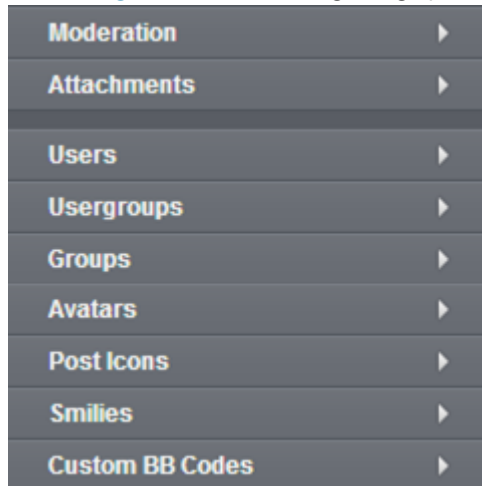 Moderation
Attachments
Users
Usergroups
Groups
Avatars
Post Icons
Smilies
Custom BB Codes